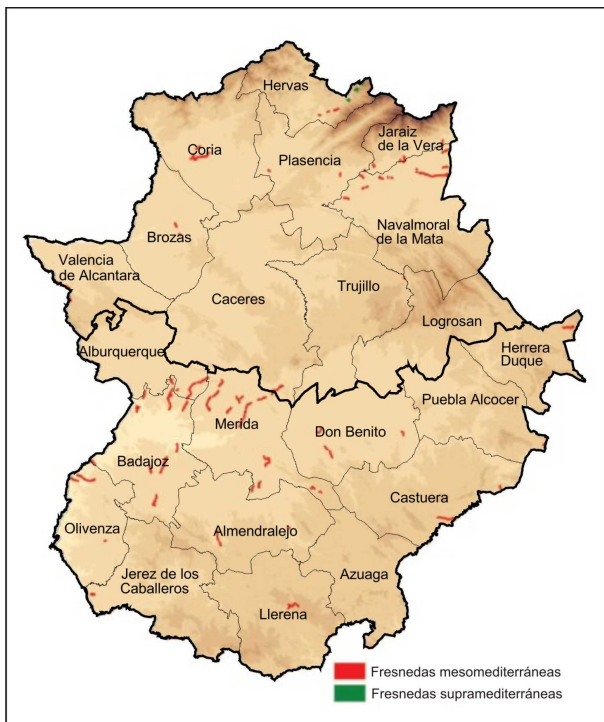 Hervas
Coria
Plasencia
Jaraiz
de la Vera
Brozas
Navalmoral
de la Mata
Valencia
de Alcantara
Caceres
Trujillo
Logrosan
Alburquerque
Herrera
Duque
Puebla Alcocer
Merida
Don Benito
Badajoz
Castuera
Olivenza
Almendralejo
Jerez de los
Caballeros
Azuaga
Llerena
Fresnedas mesomediterráneas
Fresnedas supramediterráneas